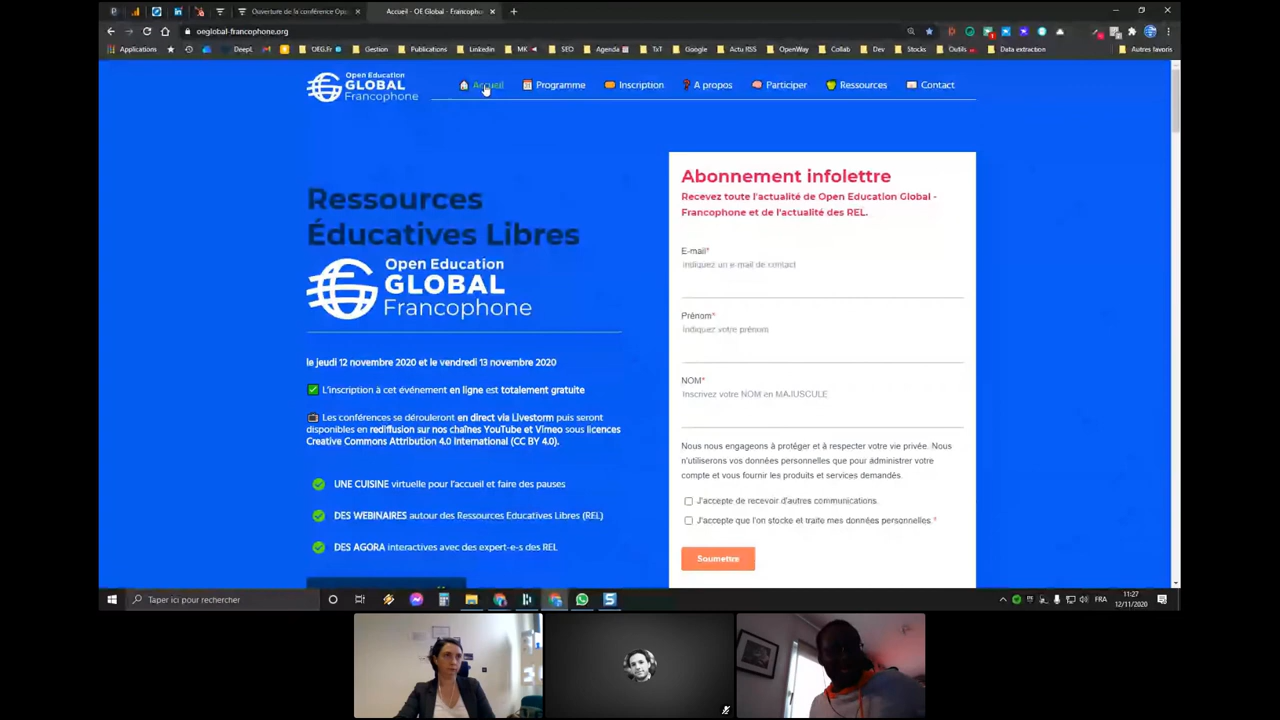 Ouverture de la conférence Ope
Accueil - OE Global - Francopho
oeglobal-francophone.org
Applications
DeepL
OEG.Fr
Gestion
Publications
Linkedin
MK
SEO
Agenda
TxT
Google
Actu RSS
OpenWay
Collab
Dev
Stocks
Outils
Data extraction
Autres favoris
Open Education
GLOBAL
Francophone
Accueil
Programme
Inscription
A propos
Participer
Ressources
Contact
Ressources
Éducatives Libres
Open Education
GLOBAL
Francophone
le jeudi 12 novembre 2020 et le vendredi 13 novembre 2020
L'inscription à cet événement en ligne est totalement gratuite
Les conférences se dérouleront en direct via Livestorm puis seront
disponibles en rediffusion sur nos chaînes YouTube et Vimeo sous licences
Creative Commons Attribution 4.0 International (CC BY 4.0).
UNE CUISINE virtuelle pour l'accueil et faire des pauses
DES WEBINAIRES autour des Ressources Educatives Libres (REL)
DES AGORA interactives avec des expert-e-s des REL
Abonnement infolettre
Recevez toute l'actualité de Open Education Global -
Francophone et de l'actualité des REL.
E-mail*
Indiquez un e-mail de contact
Prénom*
Indiquez votre prénom
NOM*
Inscrivez votre NOM en MAJUSCULE
Nous nous engageons à protéger et à respecter votre vie privée. Nous
n'utiliserons vos données personnelles que pour administrer votre
compte et vous fournir les produits et services demandés.
J'accepte de recevoir d'autres communications.
J'accepte que l'on stocke et traite mes données personnelles.*
Soumettre
Taper ici pour rechercher
FRA
11:27
12/11/2020